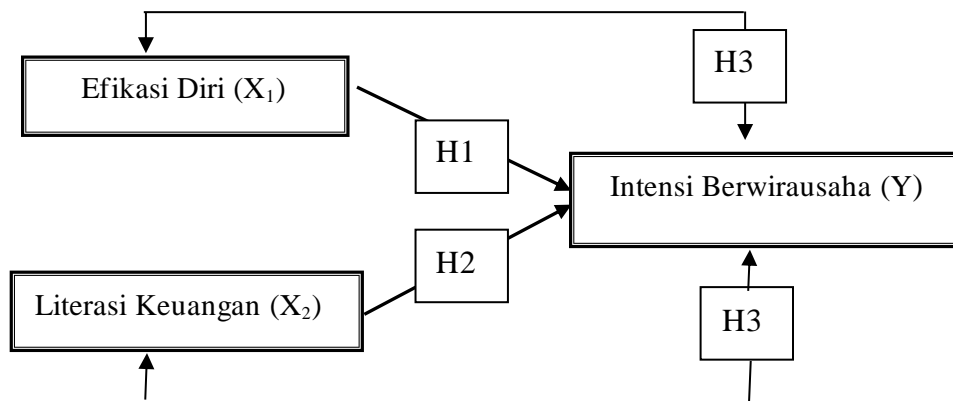 H3
Efikasi Diri (X₁)
H1
Intensi Berwirausaha (Y)
H2
Literasi Keuangan (X₂)
H3